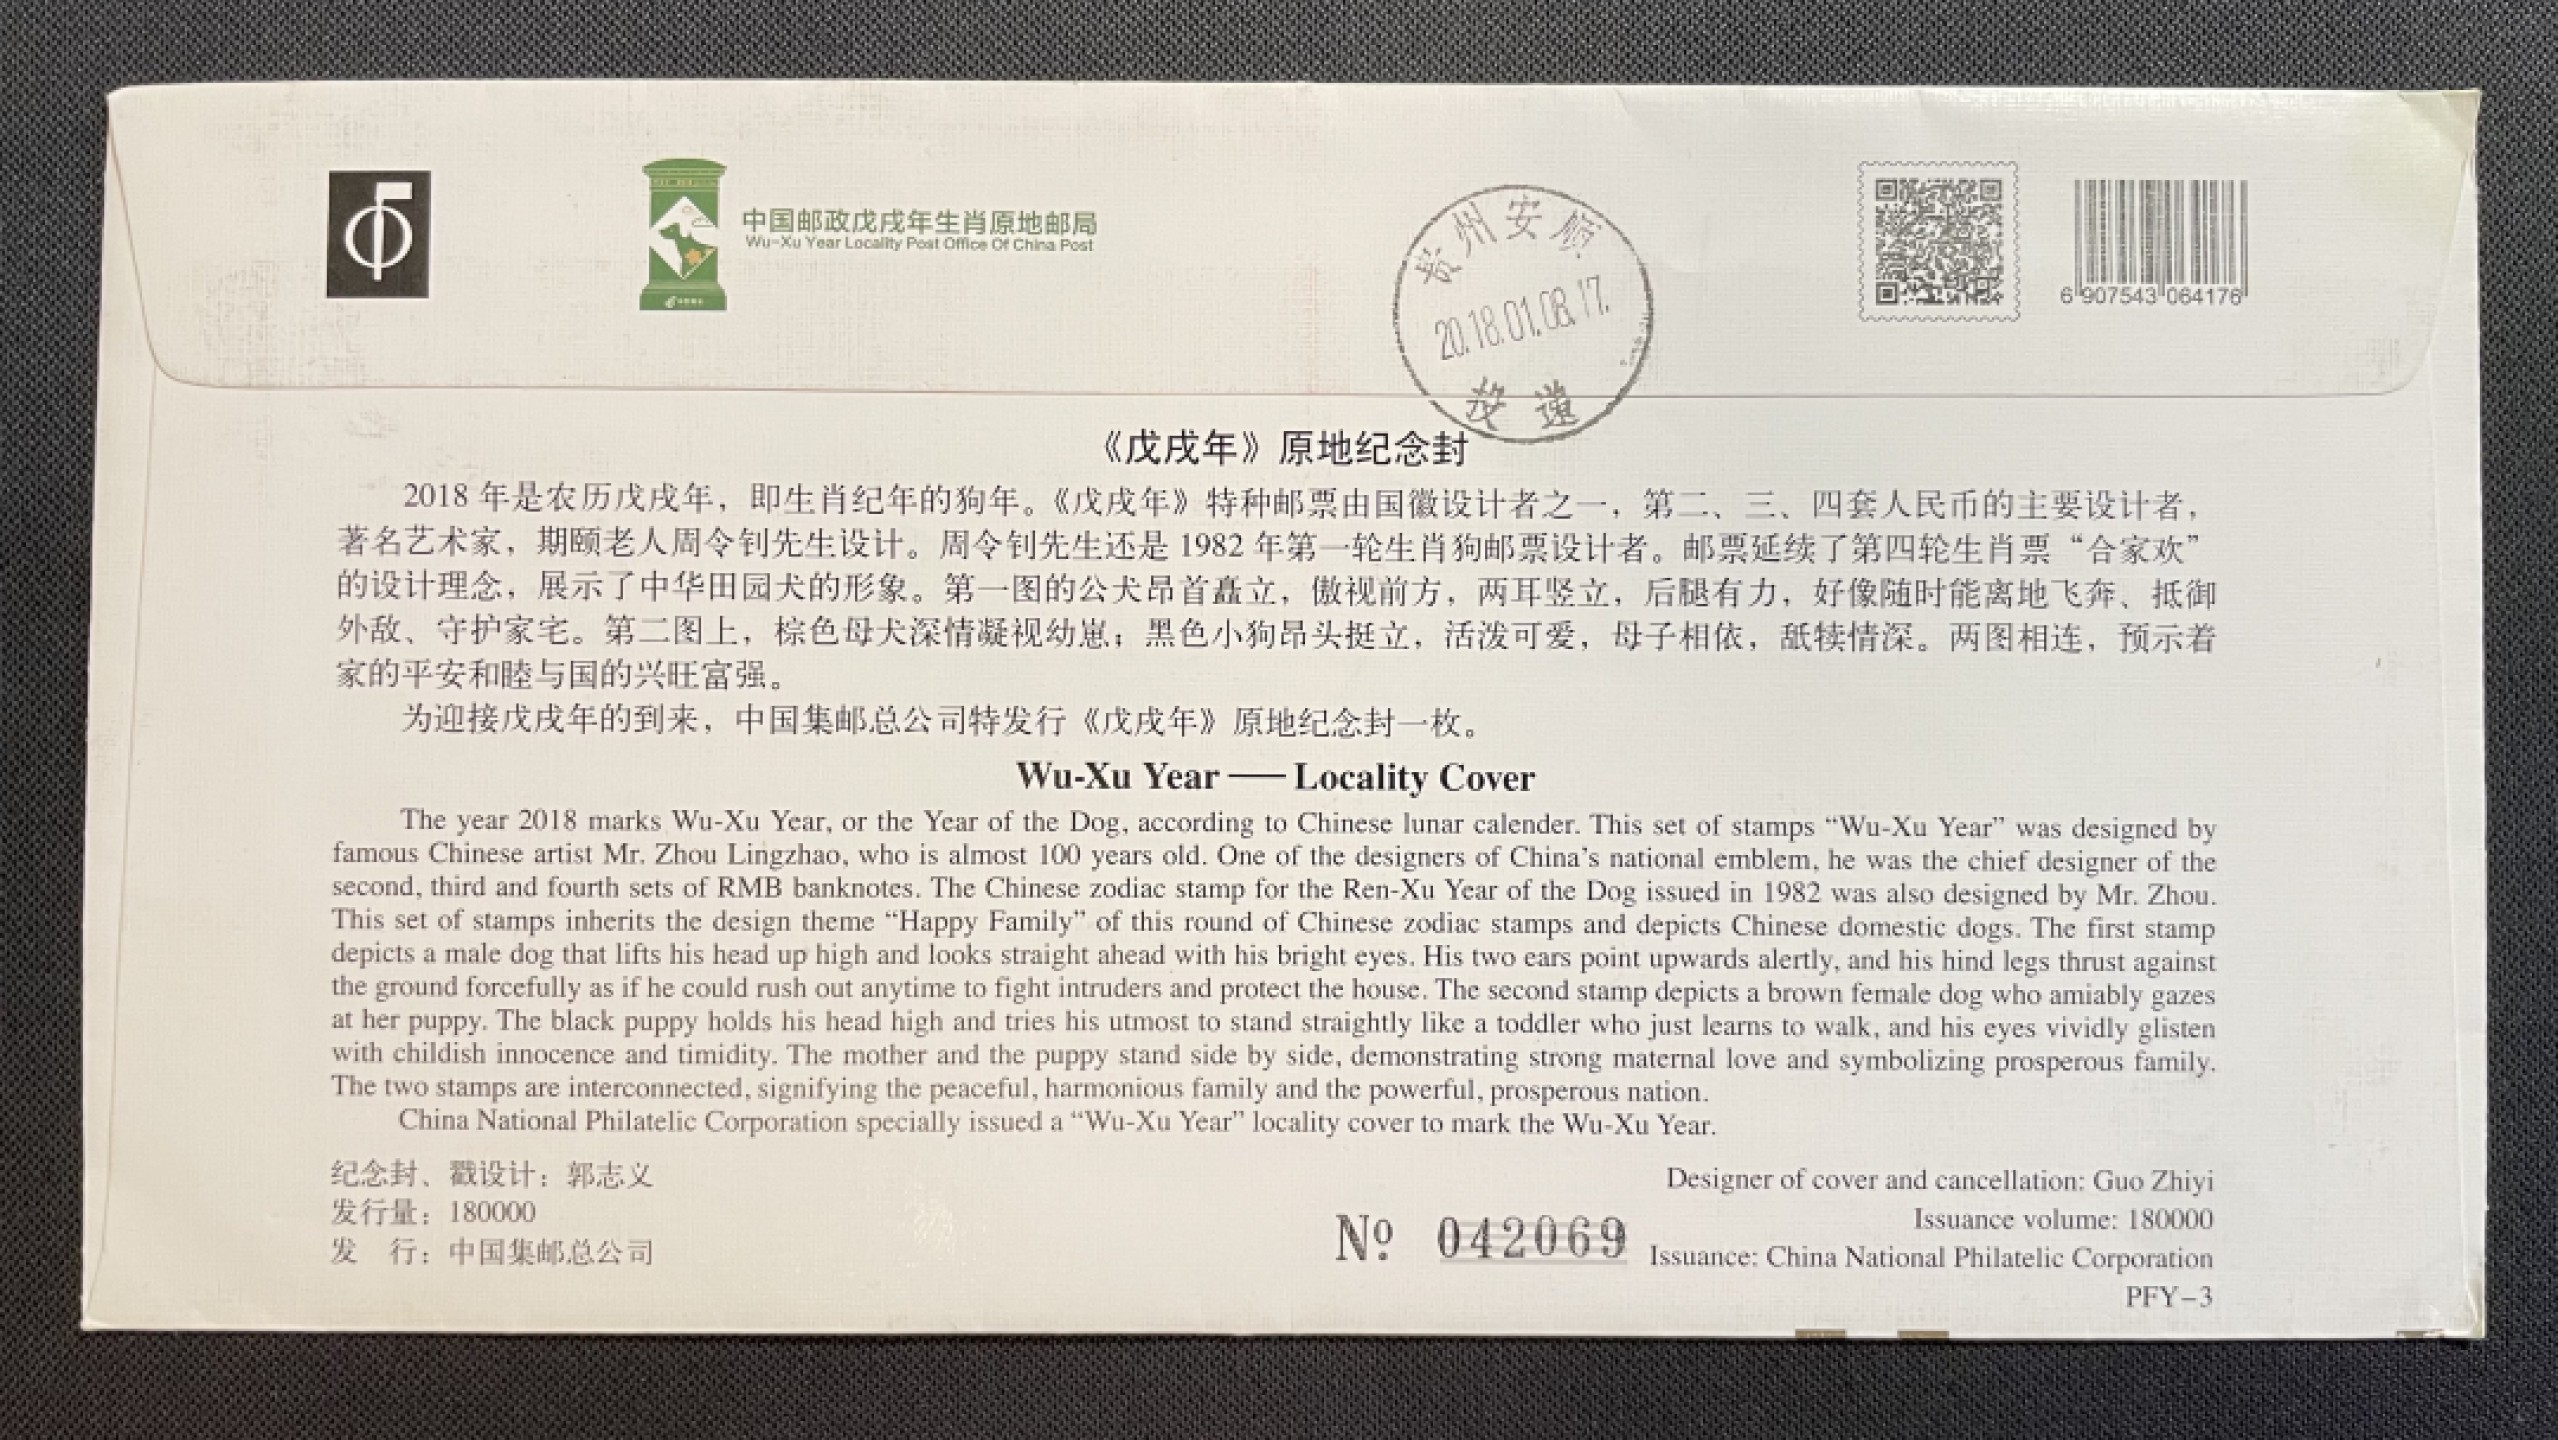 中国邮政戊戌年生肖原地邮局
Wu-Xu Year Locality Post Office Of China Post
贵州安顺
20.18.01.08.17.
投递
6 907543 064176
《戊戌年》原地纪念封
2018 年是农历戊戌年，即生肖纪年的狗年。《戊戌年》特种邮票由国徽设计者之一，第二、三、四套人民币的主要设计者，
著名艺术家，期颐老人周令钊先生设计。周令钊先生还是 1982 年第一轮生肖狗邮票设计者。邮票延续了第四轮生肖票“合家欢”
的设计理念，展示了中华田园犬的形象。第一图的公犬昂首矗立，傲视前方，两耳竖立，后腿有力，好像随时能离地飞奔、抵御
外敌、守护家宅。第二图上，棕色母犬深情凝视幼崽；黑色小狗昂头挺立，活泼可爱，母子相依，舐犊情深。两图相连，预示着
家的平安和睦与国的兴旺富强。
为迎接戊戌年的到来，中国集邮总公司特发行《戊戌年》原地纪念封一枚。
Wu-Xu Year —— Locality Cover
The year 2018 marks Wu-Xu Year, or the Year of the Dog, according to Chinese lunar calender. This set of stamps “Wu-Xu Year” was designed by
famous Chinese artist Mr. Zhou Lingzhao, who is almost 100 years old. One of the designers of China’s national emblem, he was the chief designer of the
second, third and fourth sets of RMB banknotes. The Chinese zodiac stamp for the Ren-Xu Year of the Dog issued in 1982 was also designed by Mr. Zhou.
This set of stamps inherits the design theme “Happy Family” of this round of Chinese zodiac stamps and depicts Chinese domestic dogs. The first stamp
depicts a male dog that lifts his head up high and looks straight ahead with his bright eyes. His two ears point upwards alertly, and his hind legs thrust against
the ground forcefully as if he could rush out anytime to fight intruders and protect the house. The second stamp depicts a brown female dog who amiably gazes
at her puppy. The black puppy holds his head high and tries his utmost to stand straightly like a toddler who just learns to walk, and his eyes vividly glisten
with childish innocence and timidity. The mother and the puppy stand side by side, demonstrating strong maternal love and symbolizing prosperous family.
The two stamps are interconnected, signifying the peaceful, harmonious family and the powerful, prosperous nation.
China National Philatelic Corporation specially issued a “Wu-Xu Year” locality cover to mark the Wu-Xu Year.
纪念封、戳设计：郭志义
发行量：180000
发 行：中国集邮总公司
№ 042069
Designer of cover and cancellation: Guo Zhiyi
Issuance volume: 180000
Issuance: China National Philatelic Corporation
PFY-3